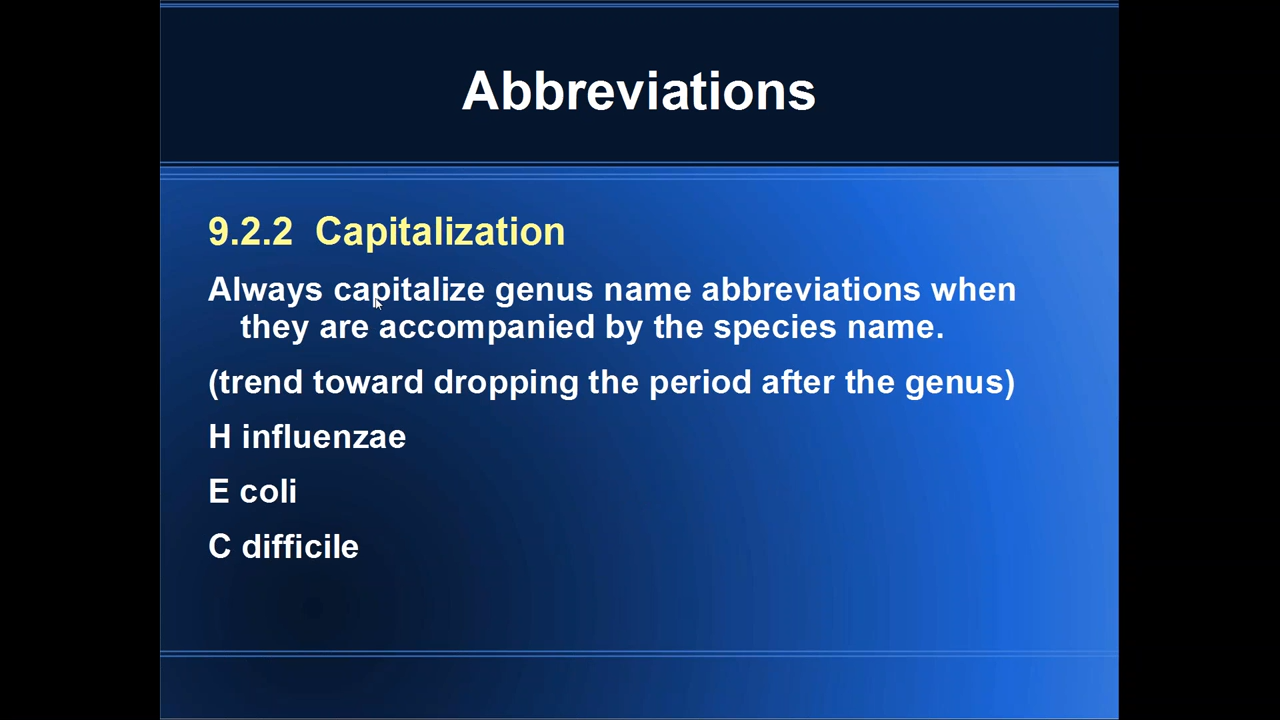 Abbreviations
9.2.2 Capitalization
Always capitalize genus name abbreviations when
they are accompanied by the species name.
(trend toward dropping the period after the genus)
H influenzae
E coli
C difficile